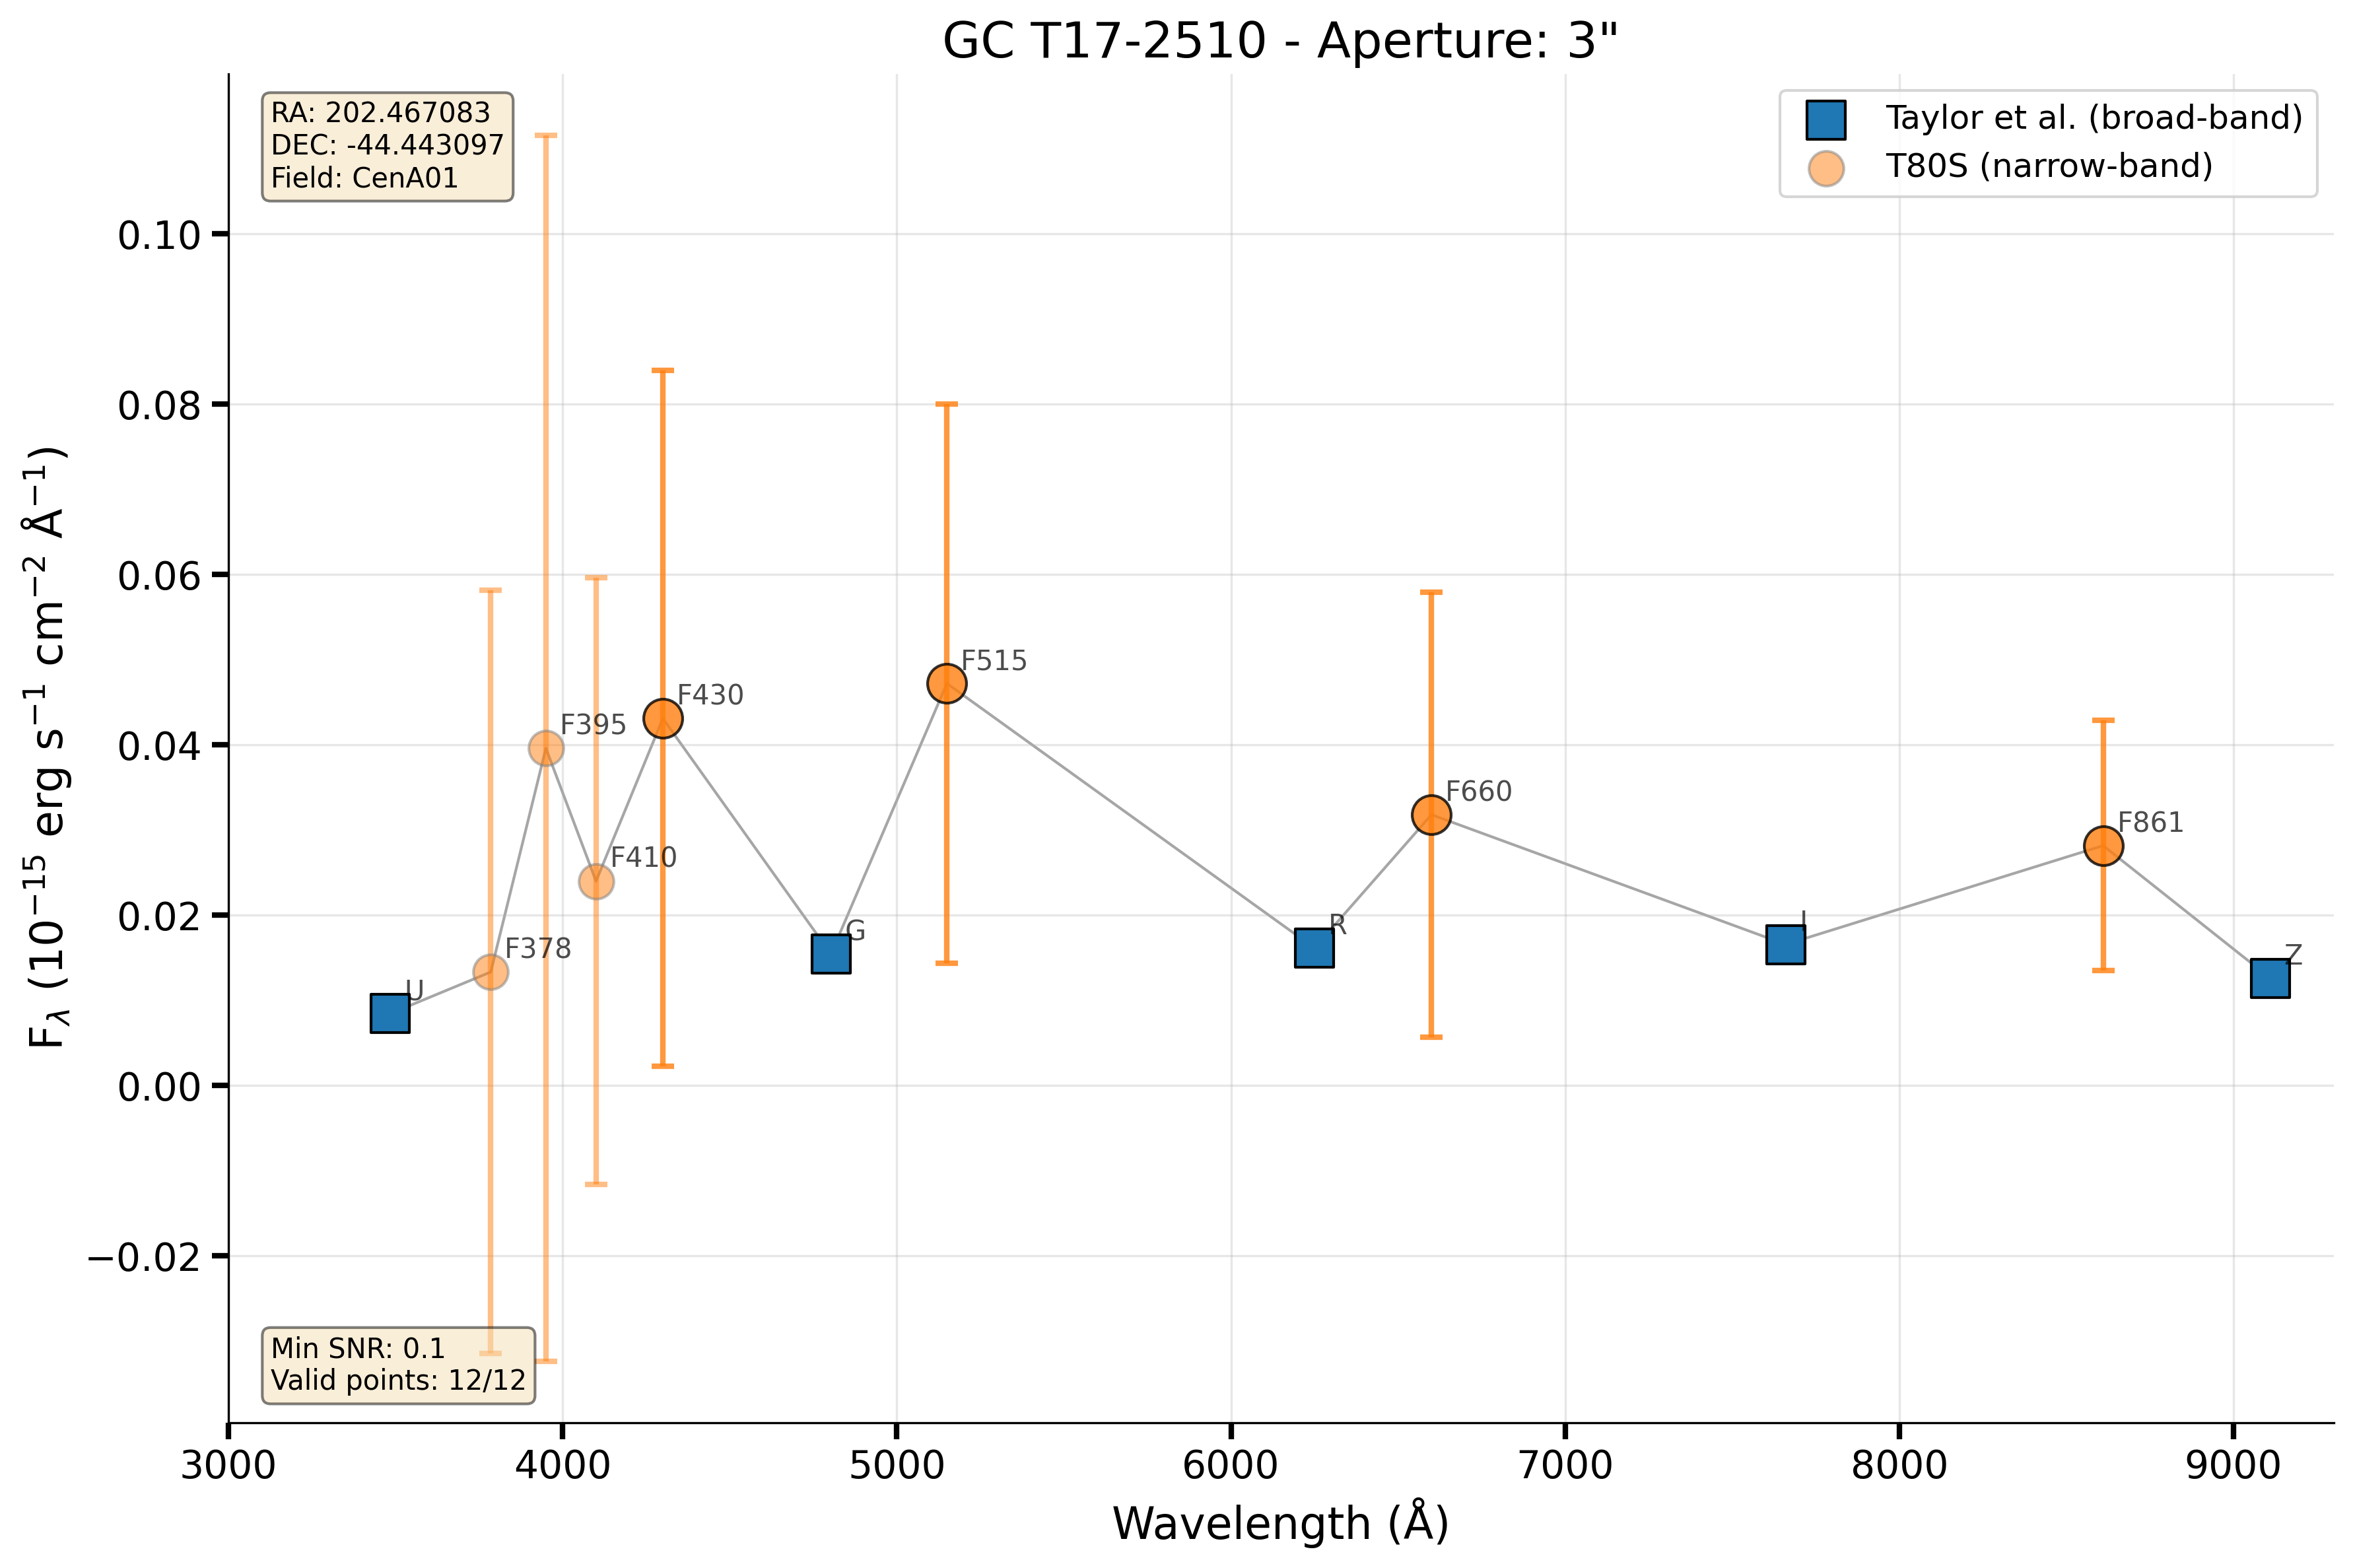 GC T17-2510 - Aperture: 3"
RA: 202.467083
DEC: -44.443097
Field: CenA01
Taylor et al. (broad-band)
T80S (narrow-band)
0.10
0.08
0.06
0.04
0.02
0.00
−0.02
F_λ (10⁻¹⁵ erg s⁻¹ cm⁻² Å⁻¹)
U
F378
F395
F410
F430
G
F515
R
F660
I
F861
Z
Min SNR: 0.1
Valid points: 12/12
3000 4000 5000 6000 7000 8000 9000
Wavelength (Å)